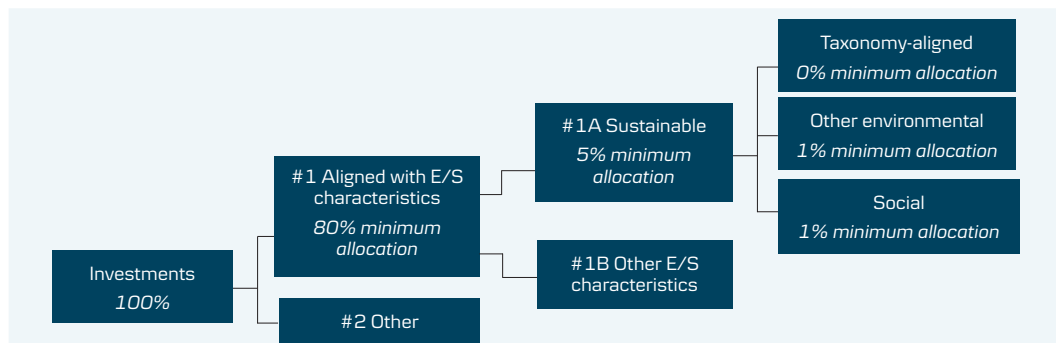 Taxonomy-aligned
0% minimum allocation
Other environmental
1% minimum allocation
Social
1% minimum allocation
#1A Sustainable
5% minimum
allocation
#1B Other E/S
characteristics
#1 Aligned with E/S
characteristics
80% minimum
allocation
#2 Other
Investments
100%